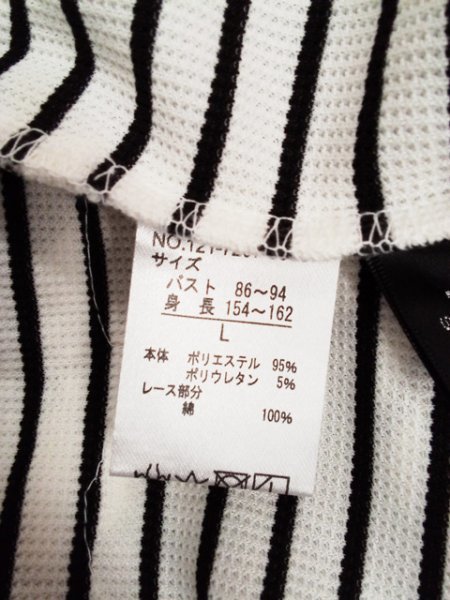 サイズ
バスト 86～94
身 長 154～162
L
本体 ポリエステル 95%
ポリウレタン 5%
レース部分
綿 100%